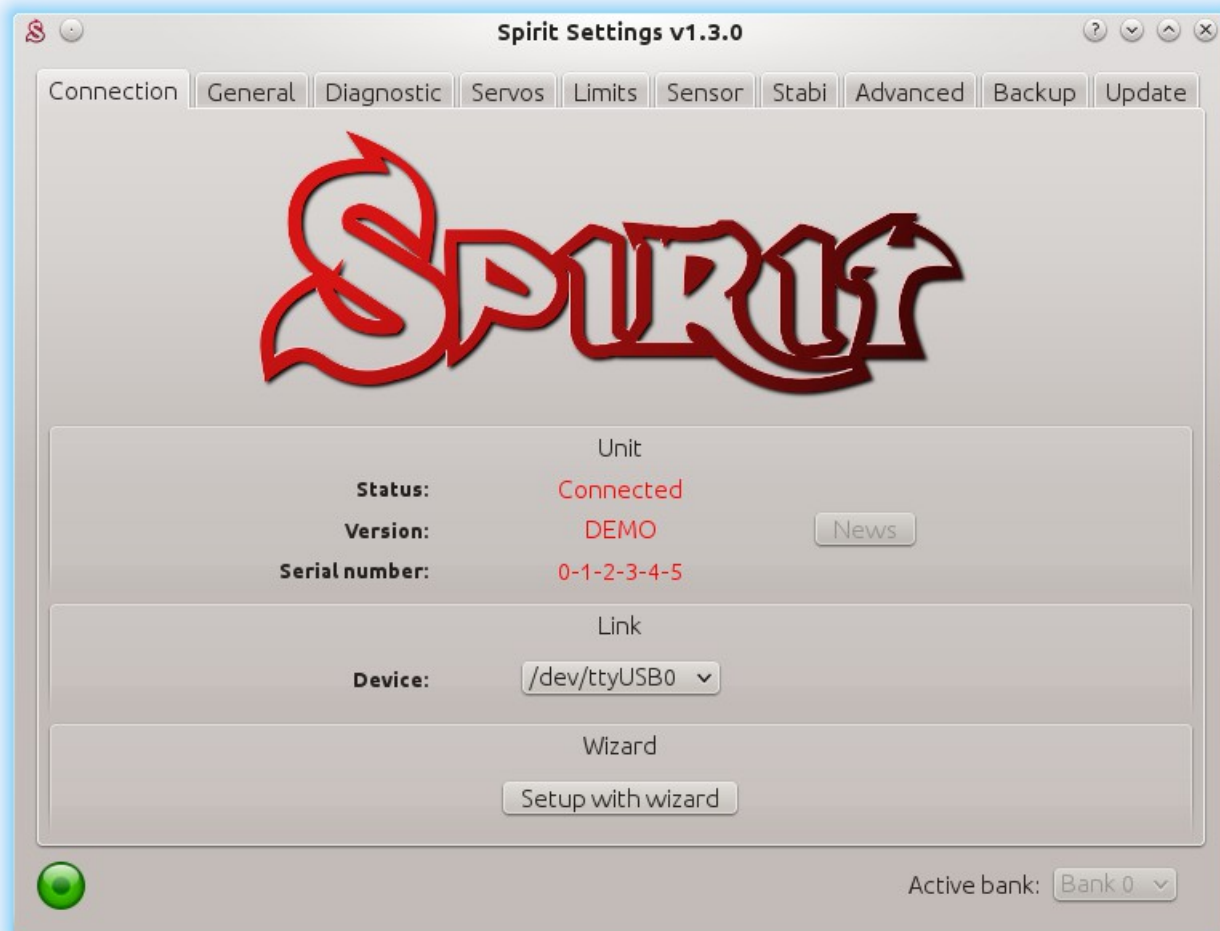 Spirit Settings v1.3.0
Connection General Diagnostic Servos Limits Sensor Stabi Advanced Backup Update
SPIRIT
Unit
Status: Connected
Version: DEMO News
Serial number: 0-1-2-3-4-5
Link
Device: /dev/ttyUSB0
Wizard
Setup with wizard
Active bank: Bank 0